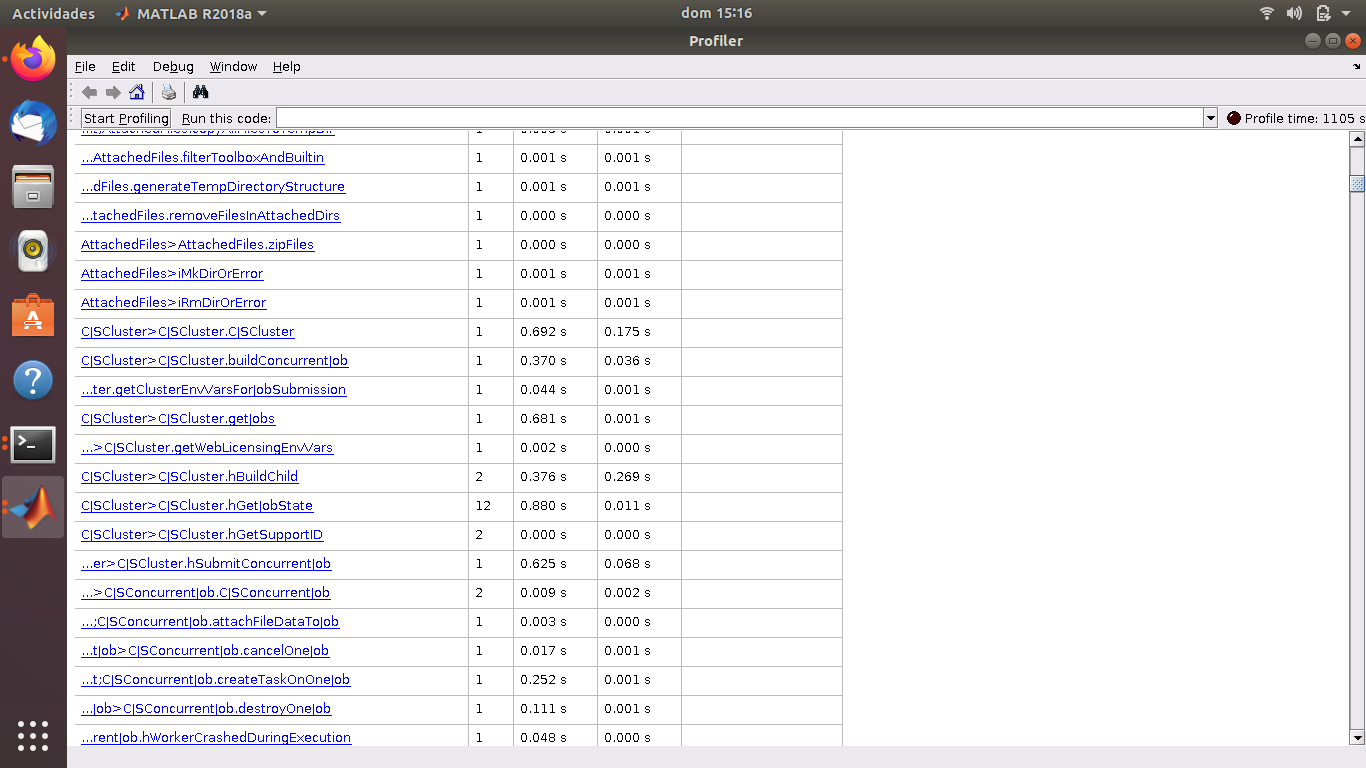 Actividades MATLAB R2018a dom 15:16
Profiler
File Edit Debug Window Help
Start Profiling Run this code: Profile time: 1105 s
...AttachedFiles.filterToolboxAndBuiltin 1 0.001 s 0.001 s
...dFiles.generateTempDirectoryStructure 1 0.001 s 0.001 s
...tachedFiles.removeFilesInAttachedDirs 1 0.000 s 0.000 s
AttachedFiles>AttachedFiles.zipFiles 1 0.000 s 0.000 s
AttachedFiles>iMkDirOrError 1 0.001 s 0.001 s
AttachedFiles>iRmDirOrError 1 0.001 s 0.001 s
CJSCluster>CJSCluster.CJSCluster 1 0.692 s 0.175 s
CJSCluster>CJSCluster.buildConcurrentJob 1 0.370 s 0.036 s
...ter.getClusterEnvVarsForJobSubmission 1 0.044 s 0.001 s
CJSCluster>CJSCluster.getJobs 1 0.681 s 0.001 s
...>CJSCluster.getWebLicensingEnvVars 1 0.002 s 0.000 s
CJSCluster>CJSCluster.hBuildChild 2 0.376 s 0.269 s
CJSCluster>CJSCluster.hGetJobState 12 0.880 s 0.011 s
CJSCluster>CJSCluster.hGetSupportID 2 0.000 s 0.000 s
...er>CJSCluster.hSubmitConcurrentJob 1 0.625 s 0.068 s
...>CJSConcurrentJob.CJSConcurrentJob 2 0.009 s 0.002 s
...;CJSConcurrentJob.attachFileDataToJob 1 0.003 s 0.000 s
...tJob>CJSConcurrentJob.cancelOneJob 1 0.017 s 0.001 s
...t;CJSConcurrentJob.createTaskOnOneJob 1 0.252 s 0.001 s
...Job>CJSConcurrentJob.destroyOneJob 1 0.111 s 0.001 s
...rentJob.hWorkerCrashedDuringExecution 1 0.048 s 0.000 s